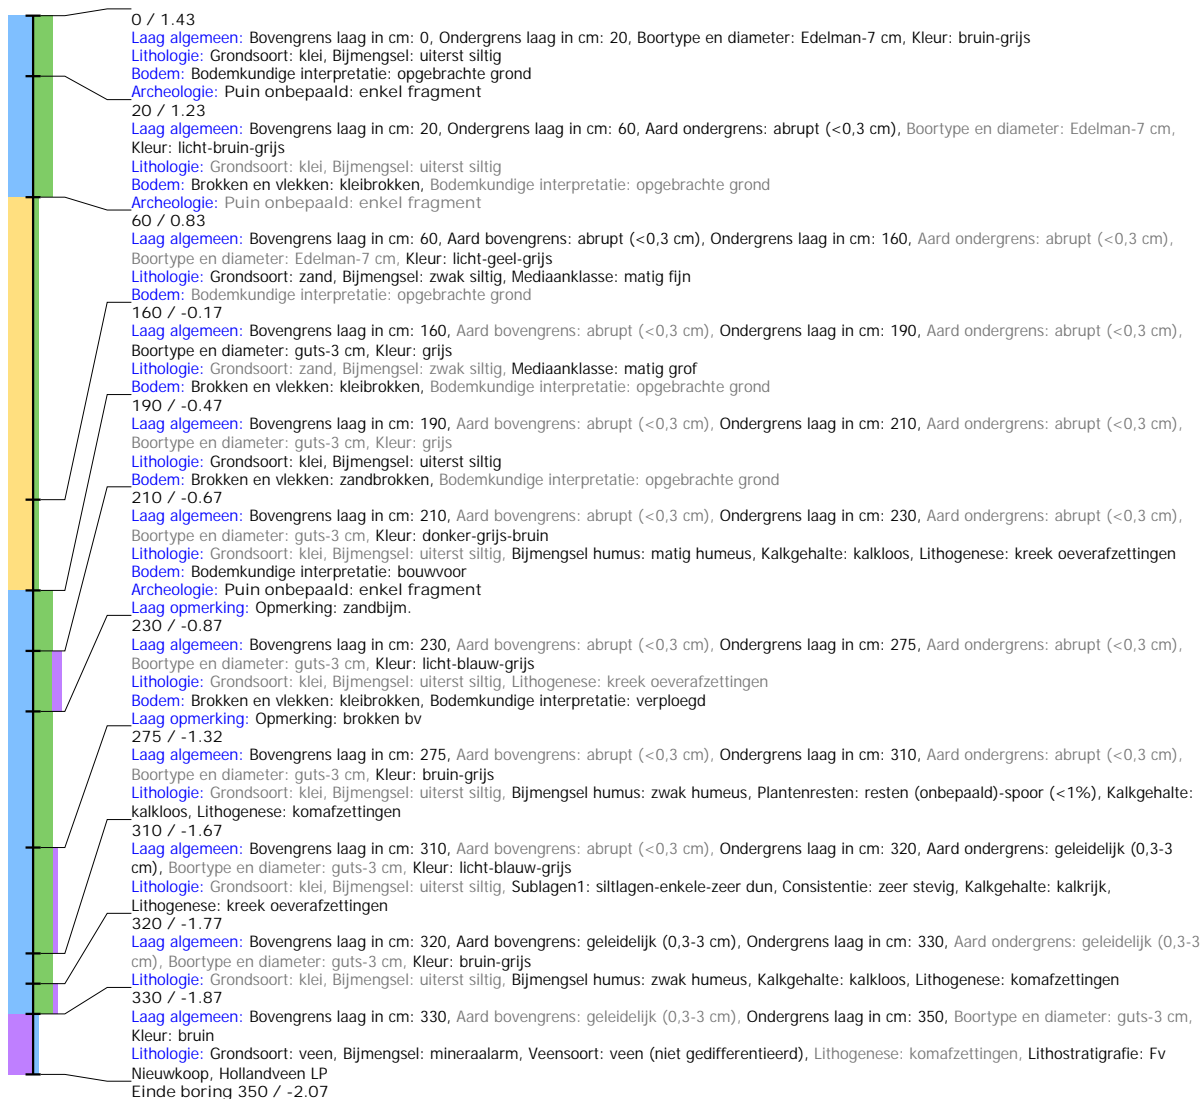 0 / 1.43
Laag algemeen: Bovengrens laag in cm: 0, Ondergrens laag in cm: 20, Boortype en diameter: Edelman-7 cm, Kleur: bruin-grijs
Lithologie: Grondsoort: klei, Bijmengsel: uiterst siltig
Bodem: Bodemkundige interpretatie: opgebrachte grond
Archeologie: Puin onbepaald: enkel fragment
20 / 1.23
Laag algemeen: Bovengrens laag in cm: 20, Ondergrens laag in cm: 60, Aard ondergrens: abrupt (<0,3 cm), Boortype en diameter: Edelman-7 cm,
Kleur: licht-bruin-grijs
Lithologie: Grondsoort: klei, Bijmengsel: uiterst siltig
Bodem: Brokken en vlekken: kleibrokken, Bodemkundige interpretatie: opgebrachte grond
Archeologie: Puin onbepaald: enkel fragment
60 / 0.83
Laag algemeen: Bovengrens laag in cm: 60, Aard bovengrens: abrupt (<0,3 cm), Ondergrens laag in cm: 160, Aard ondergrens: abrupt (<0,3 cm),
Boortype en diameter: Edelman-7 cm, Kleur: licht-geel-grijs
Lithologie: Grondsoort: zand, Bijmengsel: zwak siltig, Mediaanklasse: matig fijn
Bodem: Bodemkundige interpretatie: opgebrachte grond
160 / -0.17
Laag algemeen: Bovengrens laag in cm: 160, Aard bovengrens: abrupt (<0,3 cm), Ondergrens laag in cm: 190, Aard ondergrens: abrupt (<0,3 cm),
Boortype en diameter: guts-3 cm, Kleur: grijs
Lithologie: Grondsoort: zand, Bijmengsel: zwak siltig, Mediaanklasse: matig grof
Bodem: Brokken en vlekken: kleibrokken, Bodemkundige interpretatie: opgebrachte grond
190 / -0.47
Laag algemeen: Bovengrens laag in cm: 190, Aard bovengrens: abrupt (<0,3 cm), Ondergrens laag in cm: 210, Aard ondergrens: abrupt (<0,3 cm),
Boortype en diameter: guts-3 cm, Kleur: grijs
Lithologie: Grondsoort: klei, Bijmengsel: uiterst siltig
Bodem: Brokken en vlekken: zandbrokken, Bodemkundige interpretatie: opgebrachte grond
210 / -0.67
Laag algemeen: Bovengrens laag in cm: 210, Aard bovengrens: abrupt (<0,3 cm), Ondergrens laag in cm: 230, Aard ondergrens: abrupt (<0,3 cm),
Boortype en diameter: guts-3 cm, Kleur: donker-grijs-bruin
Lithologie: Grondsoort: klei, Bijmengsel: uiterst siltig, Bijmengsel humus: matig humeus, Kalkgehalte: kalkloos, Lithogenese: kreek oeverafzettingen
Bodem: Bodemkundige interpretatie: bouwvoor
Archeologie: Puin onbepaald: enkel fragment
Laag opmerking: Opmerking: zandbijm.
230 / -0.87
Laag algemeen: Bovengrens laag in cm: 230, Aard bovengrens: abrupt (<0,3 cm), Ondergrens laag in cm: 275, Aard ondergrens: abrupt (<0,3 cm),
Boortype en diameter: guts-3 cm, Kleur: licht-blauw-grijs
Lithologie: Grondsoort: klei, Bijmengsel: uiterst siltig, Lithogenese: kreek oeverafzettingen
Bodem: Brokken en vlekken: kleibrokken, Bodemkundige interpretatie: verploegd
Laag opmerking: Opmerking: brokken bv
275 / -1.32
Laag algemeen: Bovengrens laag in cm: 275, Aard bovengrens: abrupt (<0,3 cm), Ondergrens laag in cm: 310, Aard ondergrens: abrupt (<0,3 cm),
Boortype en diameter: guts-3 cm, Kleur: bruin-grijs
Lithologie: Grondsoort: klei, Bijmengsel: uiterst siltig, Bijmengsel humus: zwak humeus, Plantenresten: resten (onbepaald)-spoor (<1%), Kalkgehalte:
kalkloos, Lithogenese: komafzettingen
310 / -1.67
Laag algemeen: Bovengrens laag in cm: 310, Aard bovengrens: abrupt (<0,3 cm), Ondergrens laag in cm: 320, Aard ondergrens: geleidelijk (0,3-3
cm), Boortype en diameter: guts-3 cm, Kleur: licht-blauw-grijs
Lithologie: Grondsoort: klei, Bijmengsel: uiterst siltig, Sublagen1: siltlagen-enkele-zeer dun, Consistentie: zeer stevig, Kalkgehalte: kalkrijk,
Lithogenese: kreek oeverafzettingen
320 / -1.77
Laag algemeen: Bovengrens laag in cm: 320, Aard bovengrens: geleidelijk (0,3-3 cm), Ondergrens laag in cm: 330, Aard ondergrens: geleidelijk (0,3-3
cm), Boortype en diameter: guts-3 cm, Kleur: bruin-grijs
Lithologie: Grondsoort: klei, Bijmengsel: uiterst siltig, Bijmengsel humus: zwak humeus, Kalkgehalte: kalkloos, Lithogenese: komafzettingen
330 / -1.87
Laag algemeen: Bovengrens laag in cm: 330, Aard bovengrens: geleidelijk (0,3-3 cm), Ondergrens laag in cm: 350, Boortype en diameter: guts-3 cm,
Kleur: bruin
Lithologie: Grondsoort: veen, Bijmengsel: mineraalarm, Veensoort: veen (niet gedifferentieerd), Lithogenese: komafzettingen, Lithostratigrafie: Fv
Nieuwkoop, Hollandveen LP
Einde boring 350 / -2.07